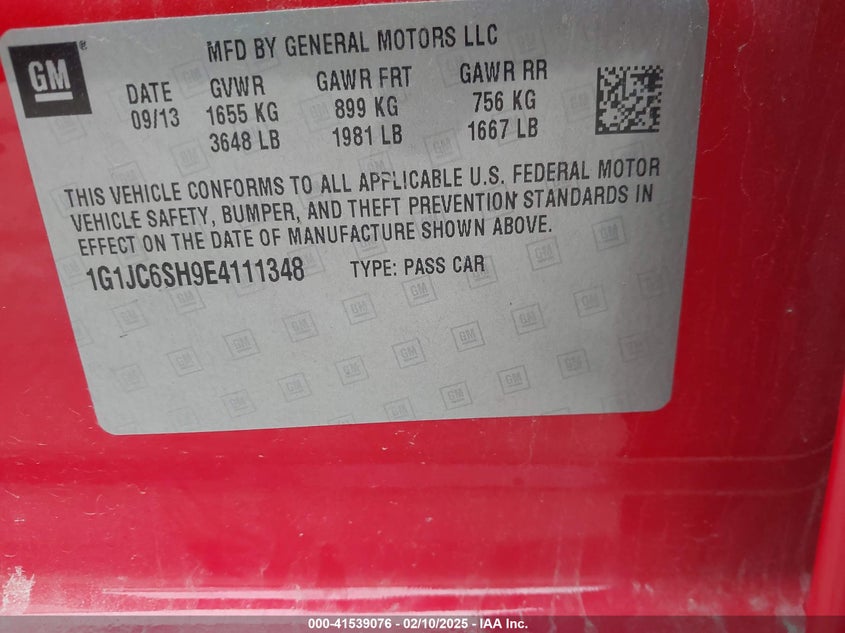 GM ®
MFD BY GENERAL MOTORS LLC
DATE GVWR GAWR FRT GAWR RR
09/13 1655 KG 899 KG 756 KG
3648 LB 1981 LB 1667 LB
THIS VEHICLE CONFORMS TO ALL APPLICABLE U.S. FEDERAL MOTOR
VEHICLE SAFETY, BUMPER, AND THEFT PREVENTION STANDARDS IN
EFFECT ON THE DATE OF MANUFACTURE SHOWN ABOVE.
1G1JC6SH9E4111348 TYPE: PASS CAR
000-41539076 - 02/10/2025 - IAA Inc.